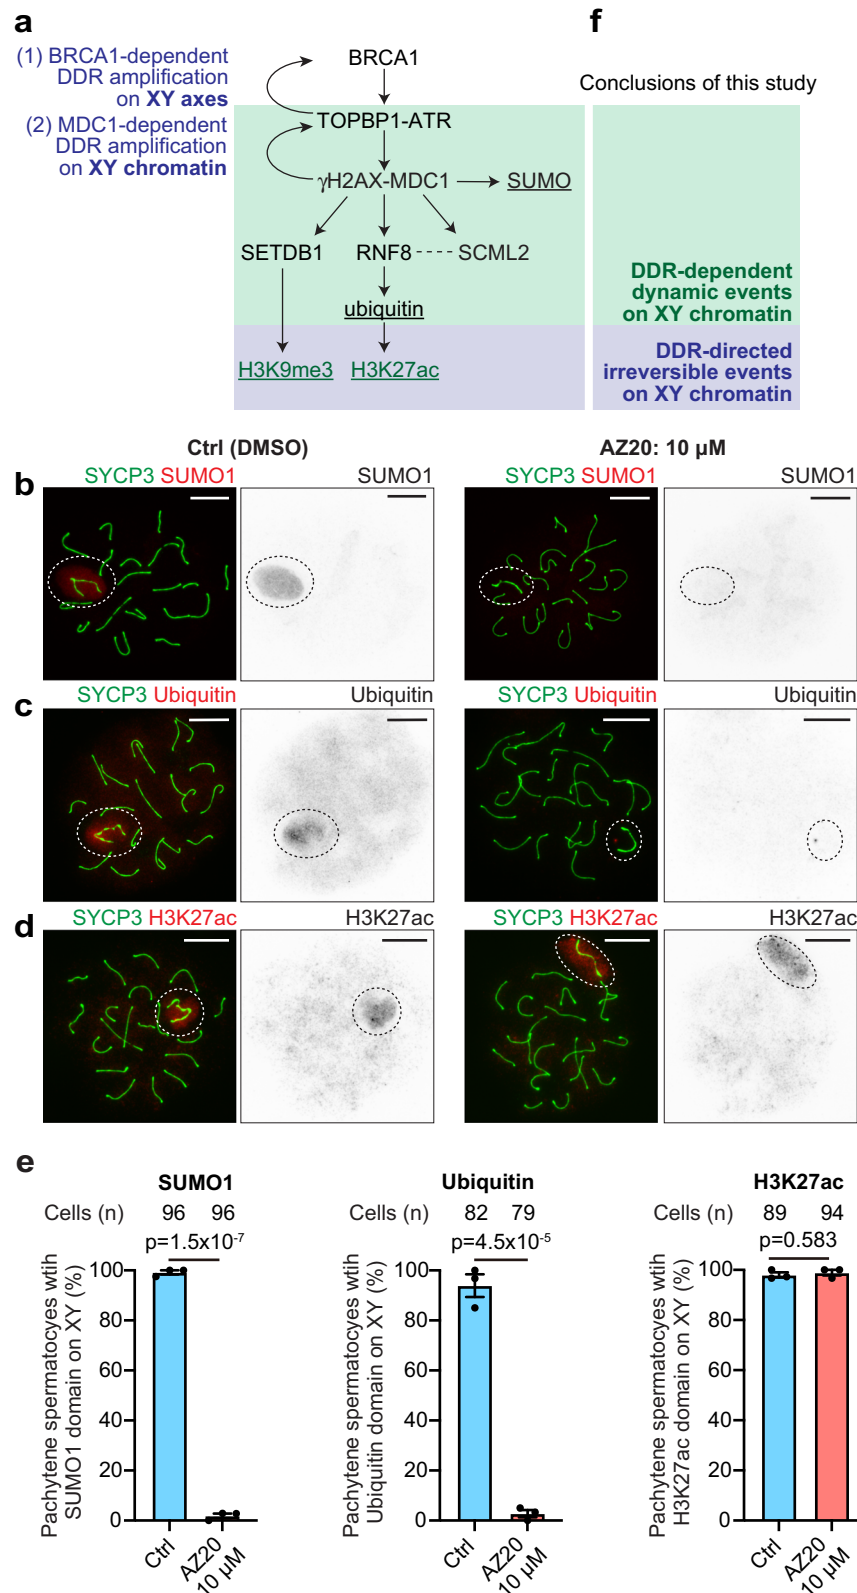 a
(1) BRCA1-dependent
DDR amplification
on XY axes
(2) MDC1-dependent
DDR amplification
on XY chromatin
BRCA1
TOPBP1-ATR
γH2AX-MDC1
SUMO
SETDB1
RNF8
SCML2
ubiquitin
H3K9me3
H3K27ac
f
Conclusions of this study
DDR-dependent
dynamic events
on XY chromatin
DDR-directed
irreversible events
on XY chromatin
Ctrl (DMSO)
AZ20: 10 µM
b
SYCP3 SUMO1
SUMO1
SYCP3 SUMO1
SUMO1
c
SYCP3 Ubiquitin
Ubiquitin
SYCP3 Ubiquitin
Ubiquitin
d
SYCP3 H3K27ac
H3K27ac
SYCP3 H3K27ac
H3K27ac
e
SUMO1
Cells (n) 96 96
p=1.5x10⁻⁷
Pachytene spermatocytes wtih
SUMO1 domain on XY (%)
100
80
60
40
20
0
Ctrl
AZ20
10 µM
Ubiquitin
Cells (n) 82 79
p=4.5x10⁻⁵
Pachytene spermatocytes wtih
Ubiquitin domain on XY (%)
100
80
60
40
20
0
Ctrl
AZ20
10 µM
H3K27ac
Cells (n) 89 94
p=0.583
Pachytene spermatocytes wtih
H3K27ac domain on XY (%)
100
80
60
40
20
0
Ctrl
AZ20
10 µM